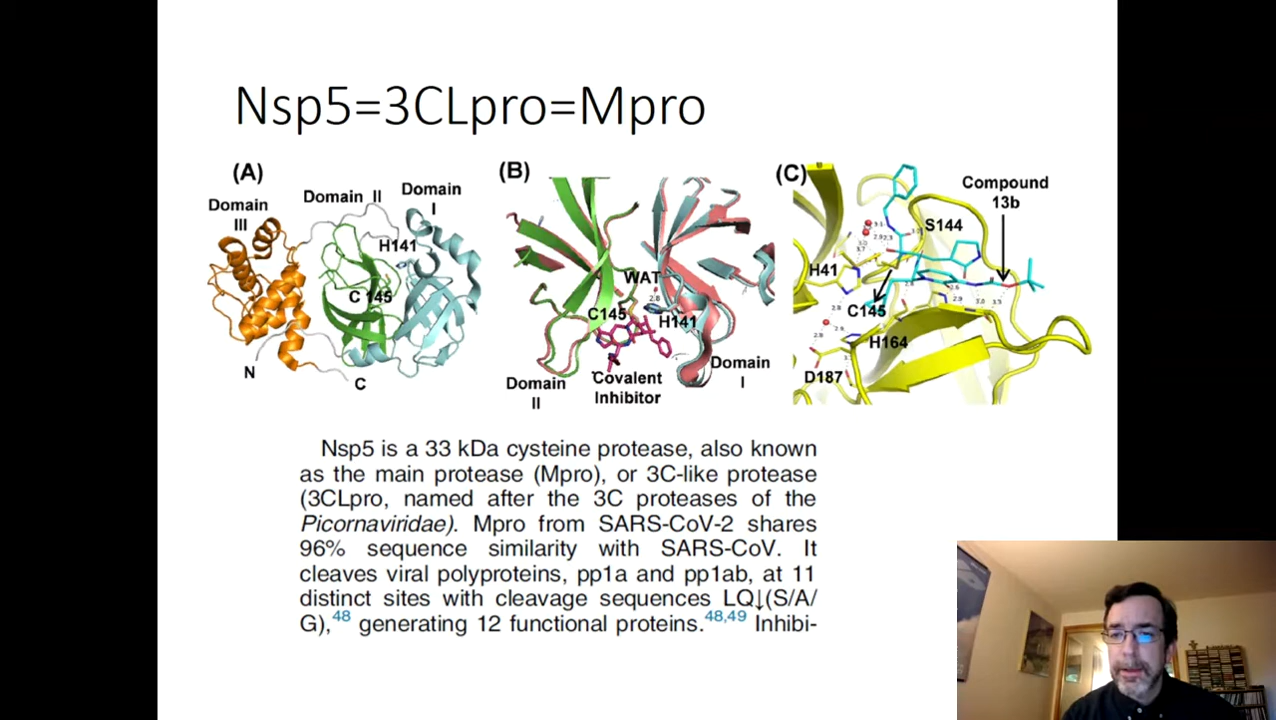 Nsp5=3CLpro=Mpro
(A)
Domain
III
Domain II
Domain
I
H141
C 145
N
C
(B)
WAT
2.8
C145
H141
Domain
II
Covalent
Inhibitor
Domain
I
(C)
Compound
13b
S144
H41
C145
H164
D187
Nsp5 is a 33 kDa cysteine protease, also known
as the main protease (Mpro), or 3C-like protease
(3CLpro, named after the 3C proteases of the
Picornaviridae). Mpro from SARS-CoV-2 shares
96% sequence similarity with SARS-CoV. It
cleaves viral polyproteins, pp1a and pp1ab, at 11
distinct sites with cleavage sequences LQ↓(S/A/
G),48 generating 12 functional proteins.48,49 Inhibi-